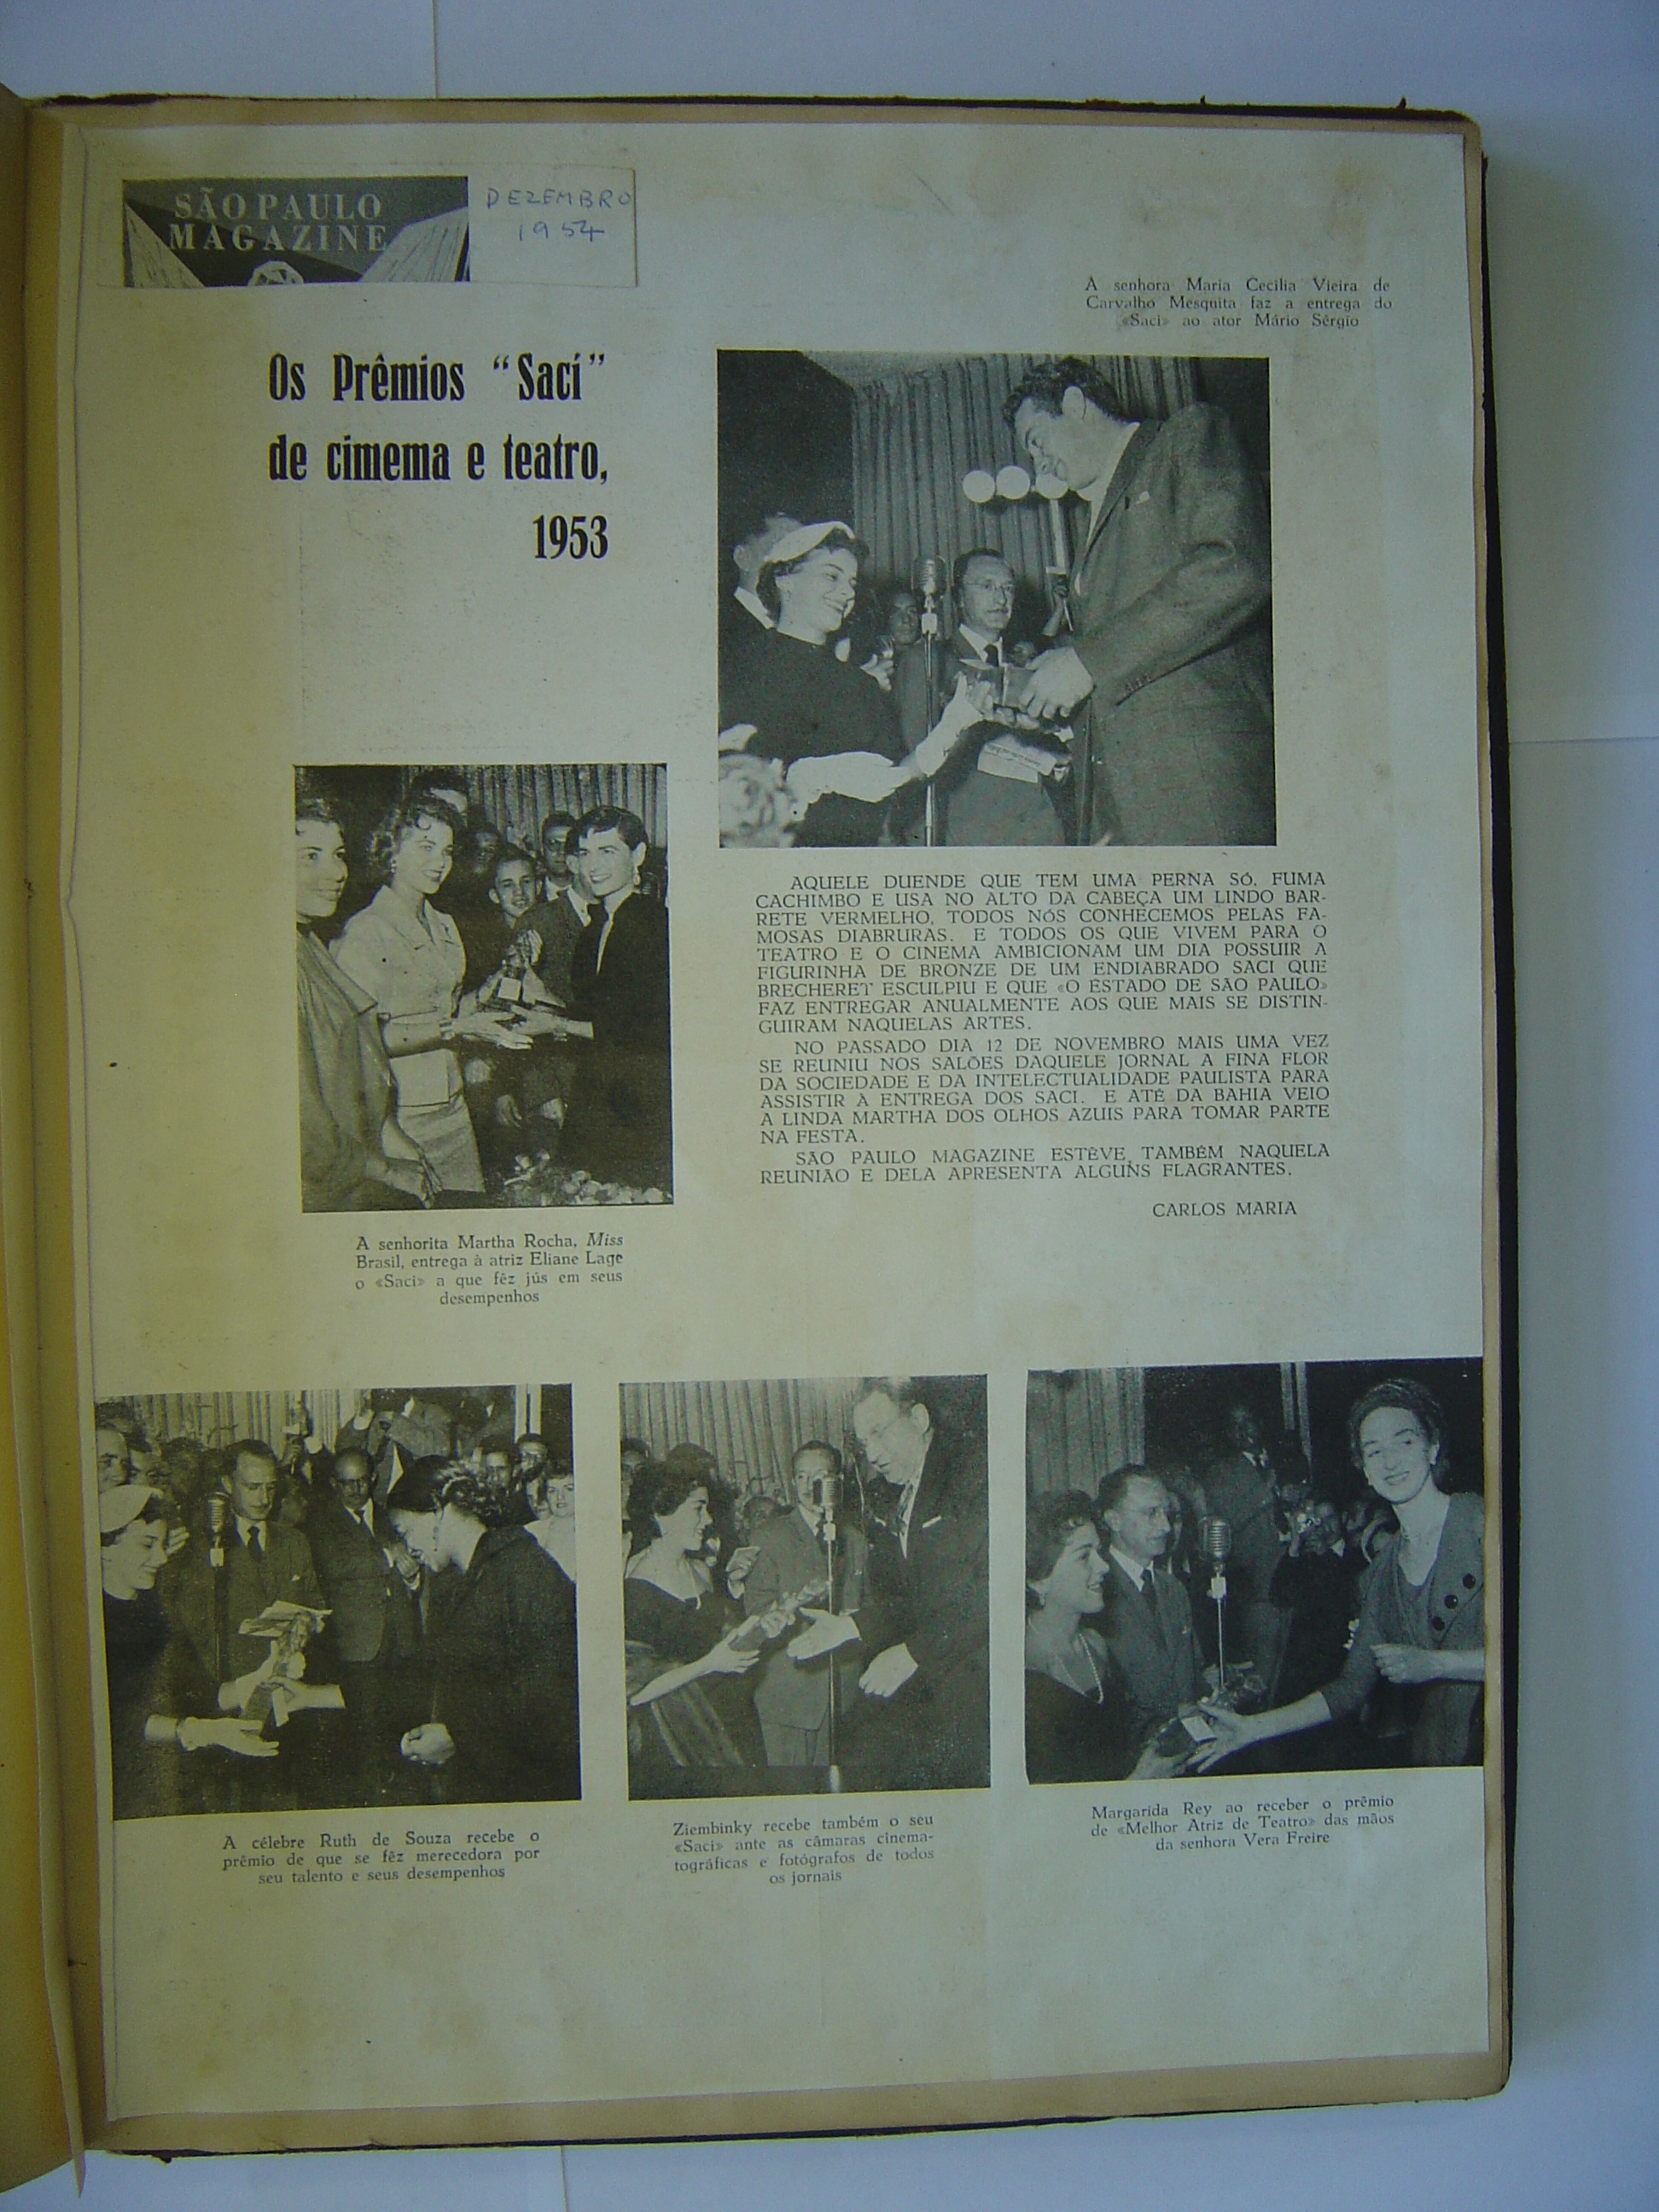 SÃO PAULO
MAGAZINE
DEZEMBRO
1954
Os Prêmios "Sací"
de cimema e teatro,
1953
A senhora Maria Cecilia Vieira de
Carvalho Mesquita faz a entrega do
«Saci» ao ator Mário Sérgio
AQUELE DUENDE QUE TEM UMA PERNA SÓ, FUMA
CACHIMBO E USA NO ALTO DA CABEÇA UM LINDO BAR-
RETE VERMELHO, TODOS NÓS CONHECEMOS PELAS FA-
MOSAS DIABRURAS. E TODOS OS QUE VIVEM PARA O
TEATRO E O CINEMA AMBICIONAM UM DIA POSSUIR A
FIGURINHA DE BRONZE DE UM ENDIABRADO SACI QUE
BRECHERET ESCULPIU E QUE «O ESTADO DE SÃO PAULO»
FAZ ENTREGAR ANUALMENTE AOS QUE MAIS SE DISTIN-
GUIRAM NAQUELAS ARTES.
NO PASSADO DIA 12 DE NOVEMBRO MAIS UMA VEZ
SE REUNIU NOS SALÕES DAQUELE JORNAL A FINA FLOR
DA SOCIEDADE E DA INTELECTUALIDADE PAULISTA PARA
ASSISTIR À ENTREGA DOS SACI. E ATÉ DA BAHIA VEIO
A LINDA MARTHA DOS OLHOS AZUIS PARA TOMAR PARTE
NA FESTA.
SÃO PAULO MAGAZINE ESTÊVE TAMBÉM NAQUELA
REUNIÃO E DELA APRESENTA ALGUNS FLAGRANTES.
CARLOS MARIA
A senhorita Martha Rocha, Miss
Brasil, entrega à atriz Eliane Lage
o «Saci» a que fêz jús em seus
desempenhos
A célebre Ruth de Souza recebe o
prêmio de que se fêz merecedora por
seu talento e seus desempenhos
Ziembinky recebe também o seu
«Saci» ante as câmaras cinema-
tográficas e fotógrafos de todos
os jornais
Margarida Rey ao receber o prêmio
de «Melhor Atriz de Teatro» das mãos
da senhora Vera Freire